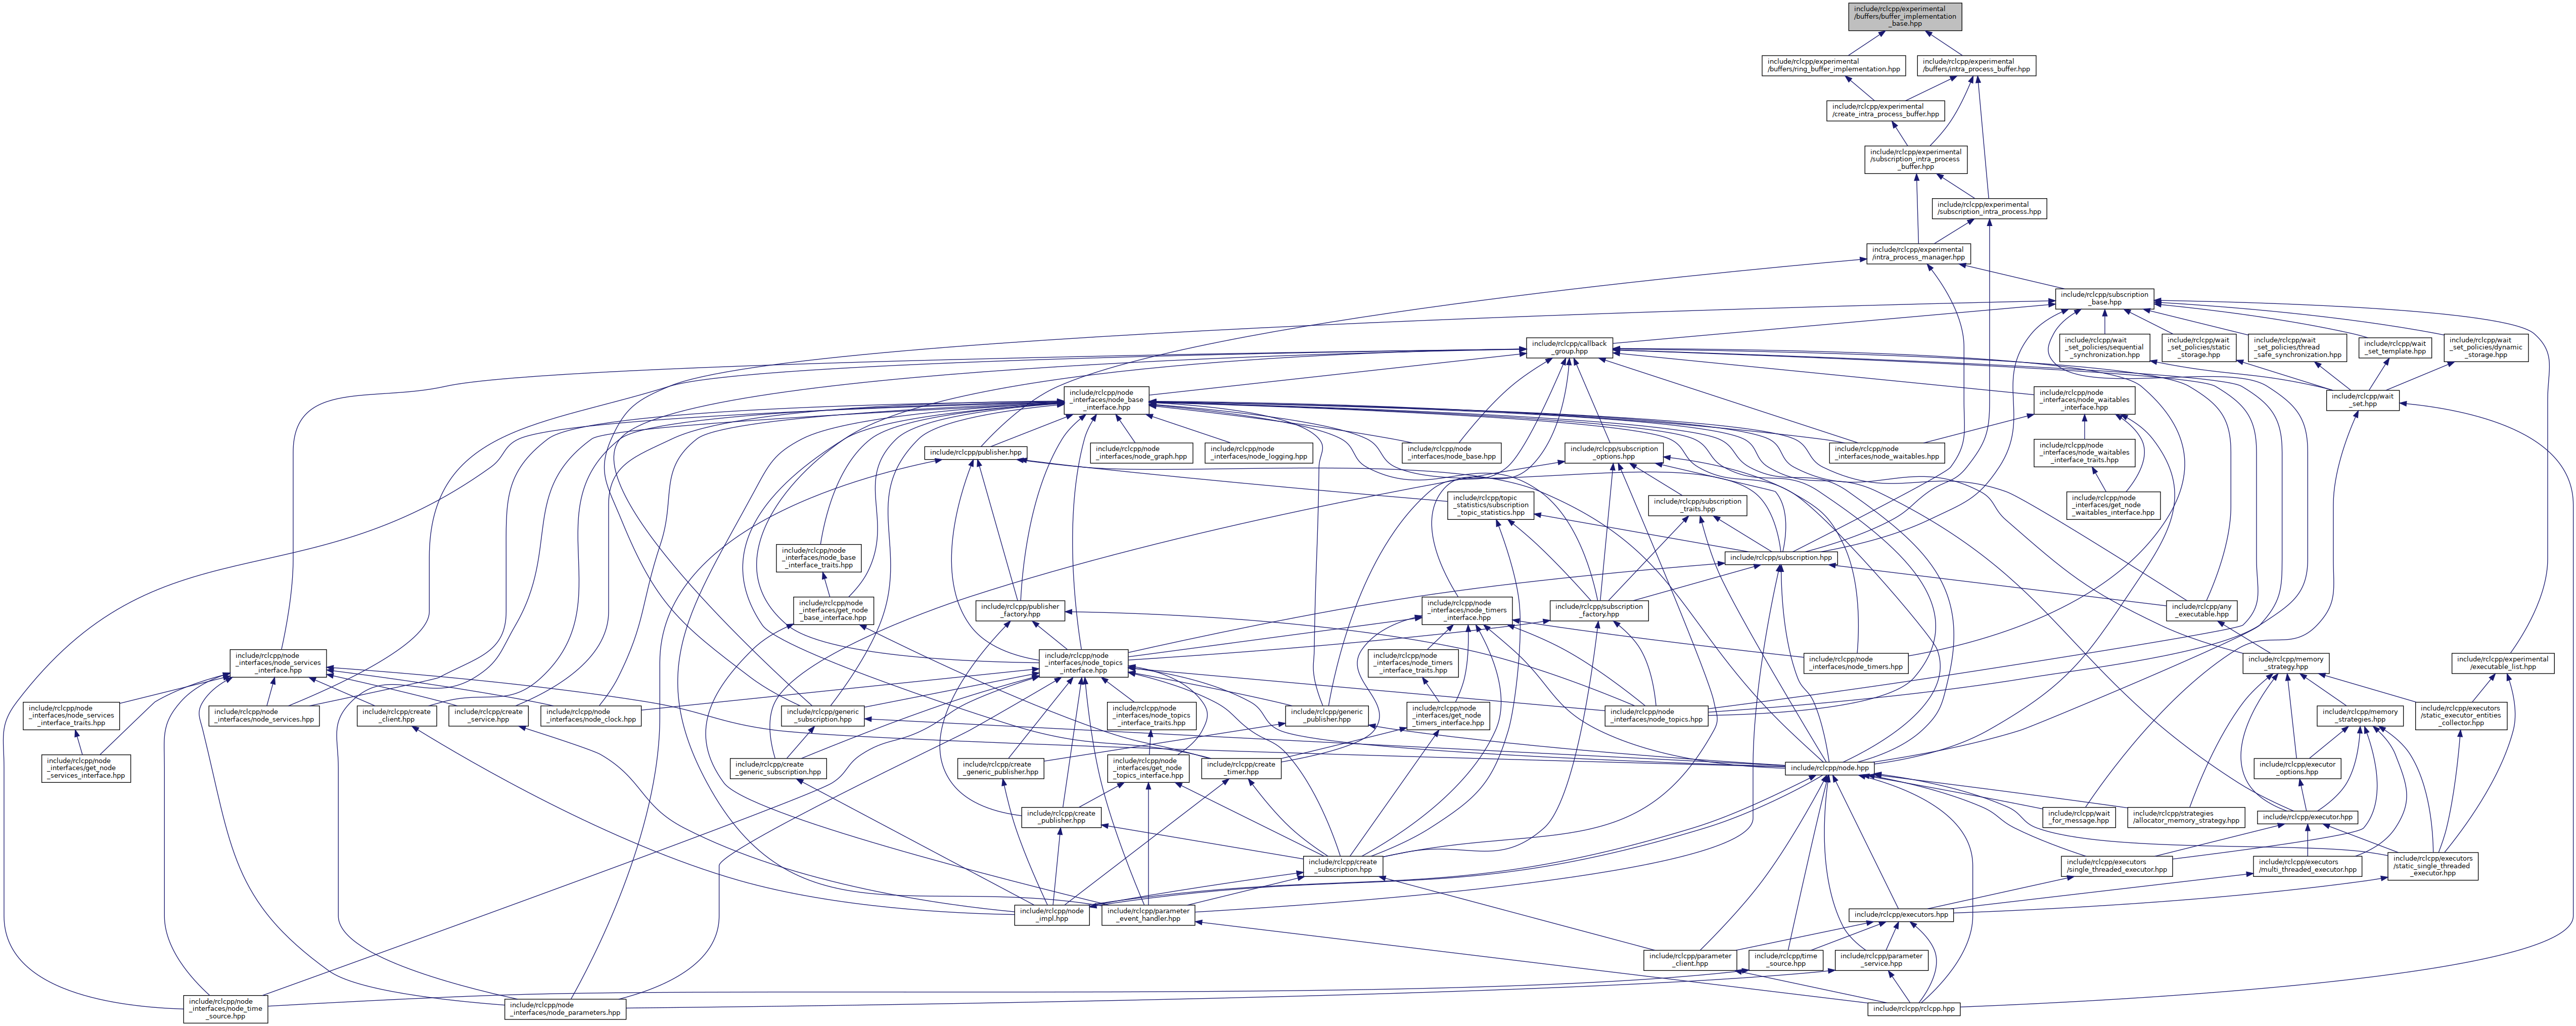 include/rclcpp/experimental
/buffers/buffer_implementation
_base.hpp
include/rclcpp/experimental
/buffers/ring_buffer_implementation.hpp
include/rclcpp/experimental
/buffers/intra_process_buffer.hpp
include/rclcpp/experimental
/create_intra_process_buffer.hpp
include/rclcpp/experimental
/subscription_intra_process
_buffer.hpp
include/rclcpp/experimental
/subscription_intra_process.hpp
include/rclcpp/experimental
/intra_process_manager.hpp
include/rclcpp/subscription
_base.hpp
include/rclcpp/callback
_group.hpp
include/rclcpp/wait
_set_policies/sequential
_synchronization.hpp
include/rclcpp/wait
_set_policies/static
_storage.hpp
include/rclcpp/wait
_set_policies/thread
_safe_synchronization.hpp
include/rclcpp/wait
_set_template.hpp
include/rclcpp/wait
_set_policies/dynamic
_storage.hpp
include/rclcpp/node
_interfaces/node_base
_interface.hpp
include/rclcpp/node
_interfaces/node_waitables
_interface.hpp
include/rclcpp/wait
_set.hpp
include/rclcpp/publisher.hpp
include/rclcpp/node
_interfaces/node_graph.hpp
include/rclcpp/node
_interfaces/node_logging.hpp
include/rclcpp/node
_interfaces/node_base.hpp
include/rclcpp/subscription
_options.hpp
include/rclcpp/node
_interfaces/node_waitables.hpp
include/rclcpp/node
_interfaces/node_waitables
_interface_traits.hpp
include/rclcpp/topic
_statistics/subscription
_topic_statistics.hpp
include/rclcpp/subscription
_traits.hpp
include/rclcpp/node
_interfaces/get_node
_waitables_interface.hpp
include/rclcpp/node
_interfaces/node_base
_interface_traits.hpp
include/rclcpp/subscription.hpp
include/rclcpp/node
_interfaces/get_node
_base_interface.hpp
include/rclcpp/publisher
_factory.hpp
include/rclcpp/node
_interfaces/node_timers
_interface.hpp
include/rclcpp/subscription
_factory.hpp
include/rclcpp/any
_executable.hpp
include/rclcpp/node
_interfaces/node_services
_interface.hpp
include/rclcpp/node
_interfaces/node_topics
_interface.hpp
include/rclcpp/node
_interfaces/node_timers
_interface_traits.hpp
include/rclcpp/node
_interfaces/node_timers.hpp
include/rclcpp/memory
_strategy.hpp
include/rclcpp/experimental
/executable_list.hpp
include/rclcpp/node
_interfaces/node_services
_interface_traits.hpp
include/rclcpp/node
_interfaces/node_services.hpp
include/rclcpp/create
_client.hpp
include/rclcpp/create
_service.hpp
include/rclcpp/node
_interfaces/node_clock.hpp
include/rclcpp/generic
_subscription.hpp
include/rclcpp/node
_interfaces/node_topics
_interface_traits.hpp
include/rclcpp/generic
_publisher.hpp
include/rclcpp/node
_interfaces/get_node
_timers_interface.hpp
include/rclcpp/node
_interfaces/node_topics.hpp
include/rclcpp/memory
_strategies.hpp
include/rclcpp/executors
/static_executor_entities
_collector.hpp
include/rclcpp/node
_interfaces/get_node
_services_interface.hpp
include/rclcpp/create
_generic_subscription.hpp
include/rclcpp/create
_generic_publisher.hpp
include/rclcpp/node
_interfaces/get_node
_topics_interface.hpp
include/rclcpp/create
_timer.hpp
include/rclcpp/node.hpp
include/rclcpp/executor
_options.hpp
include/rclcpp/create
_publisher.hpp
include/rclcpp/wait
_for_message.hpp
include/rclcpp/strategies
/allocator_memory_strategy.hpp
include/rclcpp/executor.hpp
include/rclcpp/create
_subscription.hpp
include/rclcpp/executors
/single_threaded_executor.hpp
include/rclcpp/executors
/multi_threaded_executor.hpp
include/rclcpp/executors
/static_single_threaded
_executor.hpp
include/rclcpp/node
_impl.hpp
include/rclcpp/parameter
_event_handler.hpp
include/rclcpp/executors.hpp
include/rclcpp/parameter
_client.hpp
include/rclcpp/time
_source.hpp
include/rclcpp/parameter
_service.hpp
include/rclcpp/node
_interfaces/node_time
_source.hpp
include/rclcpp/node
_interfaces/node_parameters.hpp
include/rclcpp/rclcpp.hpp